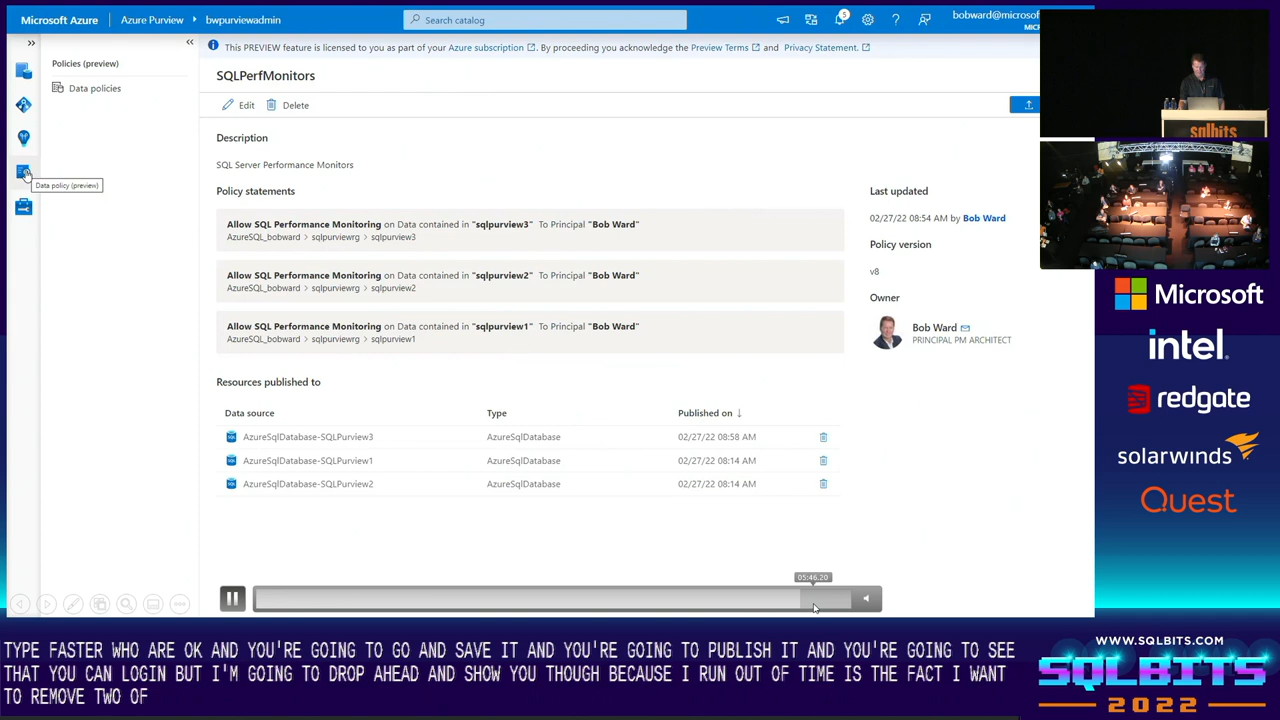 Microsoft Azure
Azure Purview
bwpurviewadmin
Search catalog
5
bobward@microsoft
Policies (preview)
Data policies
Data policy (preview)
This PREVIEW feature is licensed to you as part of your Azure subscription. By proceeding you acknowledge the Preview Terms and Privacy Statement.
SQLPerfMonitors
Edit
Delete
Description
SQL Server Performance Monitors
Policy statements
Allow SQL Performance Monitoring on Data contained in "sqlpurview3" To Principal "Bob Ward"
AzureSQL_bobward > sqlpurviewrg > sqlpurview3
Allow SQL Performance Monitoring on Data contained in "sqlpurview2" To Principal "Bob Ward"
AzureSQL_bobward > sqlpurviewrg > sqlpurview2
Allow SQL Performance Monitoring on Data contained in "sqlpurview1" To Principal "Bob Ward"
AzureSQL_bobward > sqlpurviewrg > sqlpurview1
Last updated
02/27/22 08:54 AM by Bob Ward
Policy version
v8
Owner
Bob Ward
PRINCIPAL PM ARCHITECT
Resources published to
Data source Type Published on
AzureSqlDatabase-SQLPurview3 AzureSqlDatabase 02/27/22 08:58 AM
AzureSqlDatabase-SQLPurview1 AzureSqlDatabase 02/27/22 08:14 AM
AzureSqlDatabase-SQLPurview2 AzureSqlDatabase 02/27/22 08:14 AM
05:46.20
sqlbits
Microsoft
intel.
redgate
solarwinds
Quest
TYPE FASTER WHO ARE OK AND YOU'RE GOING TO GO AND SAVE IT AND YOU'RE GOING TO PUBLISH IT AND YOU'RE GOING TO SEE
THAT YOU CAN LOGIN BUT I'M GOING TO DROP AHEAD AND SHOW YOU THOUGH BECAUSE I RUN OUT OF TIME IS THE FACT I WANT
TO REMOVE TWO OF
WWW.SQLBITS.COM
SQLBITS
2022